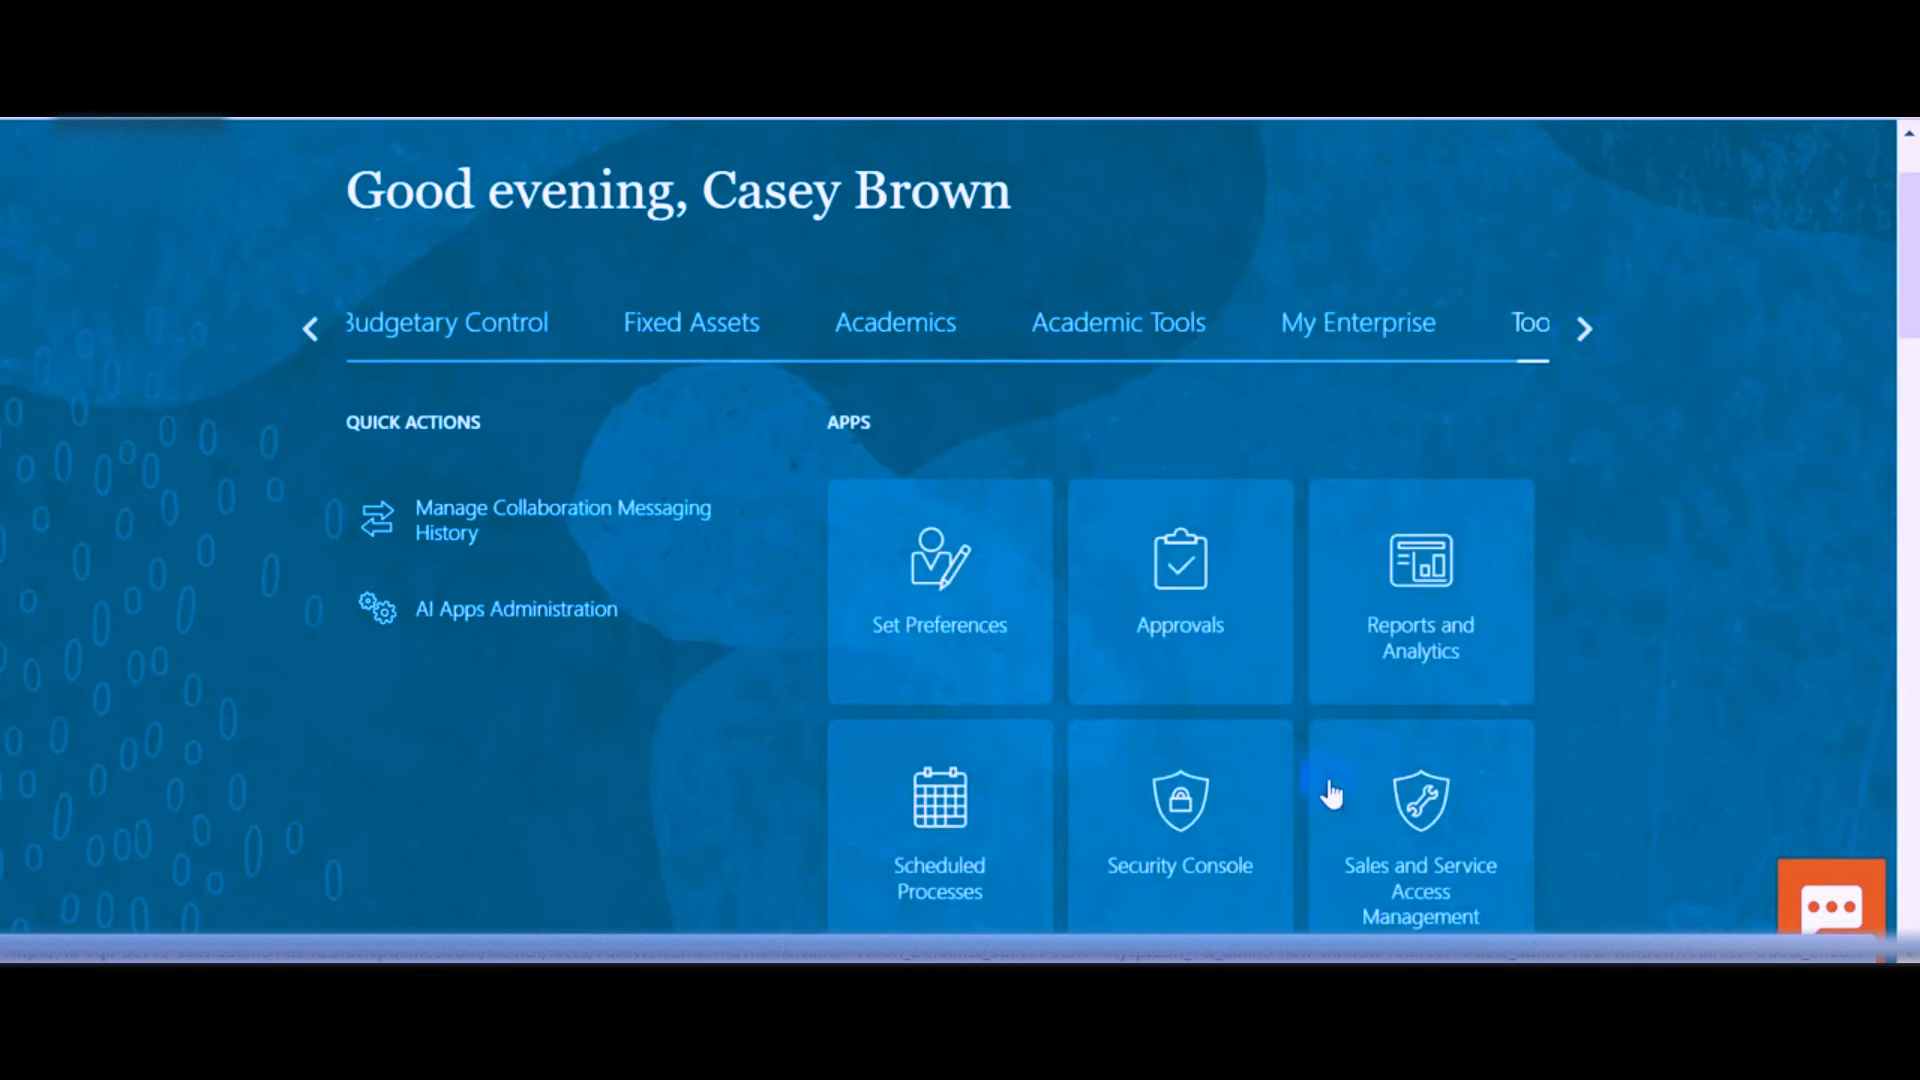 Good evening, Casey Brown
Budgetary Control Fixed Assets Academics Academic Tools My Enterprise Too
QUICK ACTIONS
APPS
Manage Collaboration Messaging
History
AI Apps Administration
Set Preferences
Approvals
Reports and
Analytics
Scheduled
Processes
Security Console
Sales and Service
Access
Management